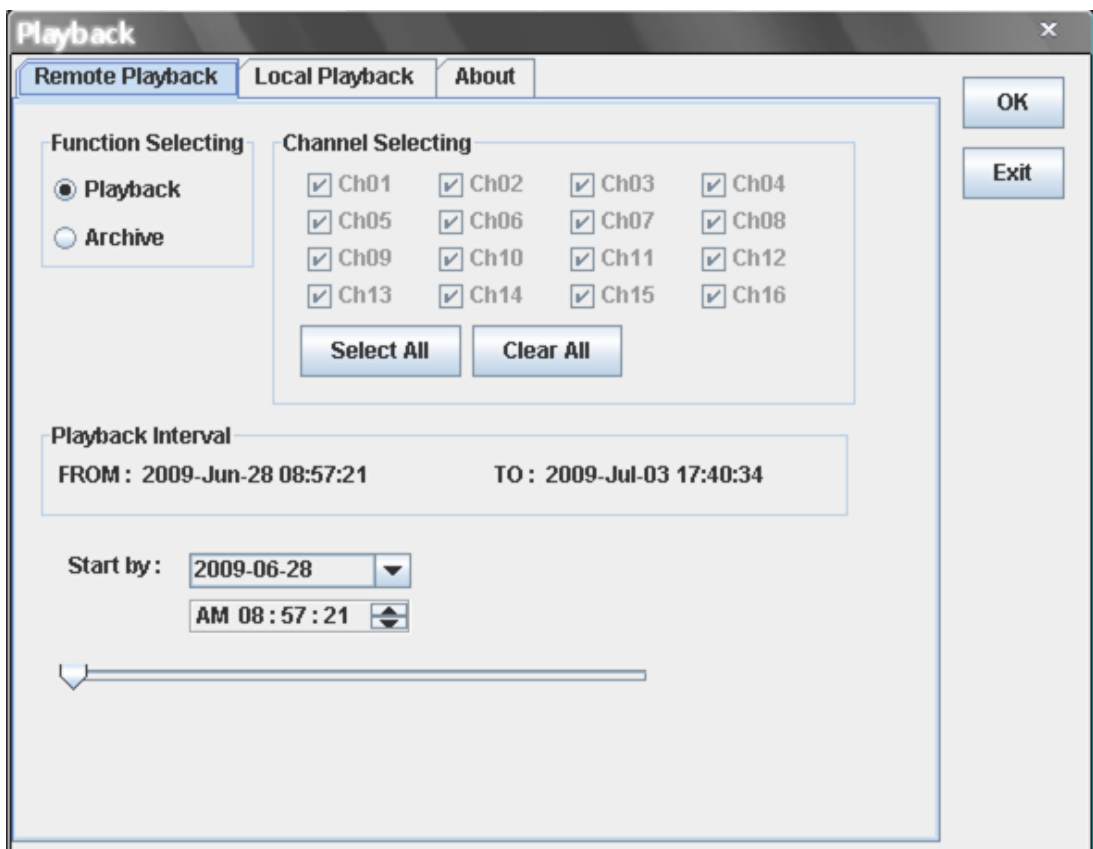 Playback
Remote Playback Local Playback About
OK
Exit
Function Selecting
Playback
Archive
Channel Selecting
Ch01 Ch02 Ch03 Ch04
Ch05 Ch06 Ch07 Ch08
Ch09 Ch10 Ch11 Ch12
Ch13 Ch14 Ch15 Ch16
Select All Clear All
Playback Interval
FROM : 2009-Jun-28 08:57:21 TO : 2009-Jul-03 17:40:34
Start by : 2009-06-28
AM 08 : 57 : 21